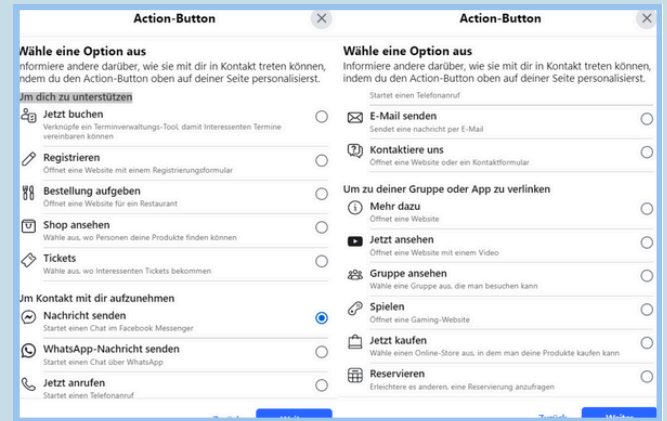 Action-Button
Wähle eine Option aus
Informiere andere darüber, wie sie mit dir in Kontakt treten können,
indem du den Action-Button oben auf deiner Seite personalisierst.
Um dich zu unterstützen
Jetzt buchen
Verknüpfe ein Terminverwaltungs-Tool, damit Interessenten Termine
vereinbaren können
Registrieren
Öffnet eine Website mit einem Registrierungsformular
Bestellung aufgeben
Öffnet eine Website für ein Restaurant
Shop ansehen
Wähle aus, wo Personen deine Produkte finden können
Tickets
Wähle aus, wo Interessenten Tickets bekommen
Um Kontakt mit dir aufzunehmen
Nachricht senden
Startet einen Chat im Facebook Messenger
WhatsApp-Nachricht senden
Startet einen Chat über WhatsApp
Jetzt anrufen
Startet einen Telefonanruf
Zurück
Weiter
Action-Button
Wähle eine Option aus
Informiere andere darüber, wie sie mit dir in Kontakt treten können,
indem du den Action-Button oben auf deiner Seite personalisierst.
Startet einen Telefonanruf
E-Mail senden
Sendet eine nachricht per E-Mail
Kontaktiere uns
Öffnet eine Website oder ein Kontaktformular
Um zu deiner Gruppe oder App zu verlinken
Mehr dazu
Öffnet eine Website
Jetzt ansehen
Öffnet eine Website mit einem Video
Gruppe ansehen
Wähle eine Gruppe aus, die man besuchen kann
Spielen
Öffnet eine Gaming-Website
Jetzt kaufen
Wähle einen Online-Store aus, in dem man deine Produkte kaufen kann
Reservieren
Erleichtere es anderen, eine Reservierung anzufragen
Zurück
Weiter